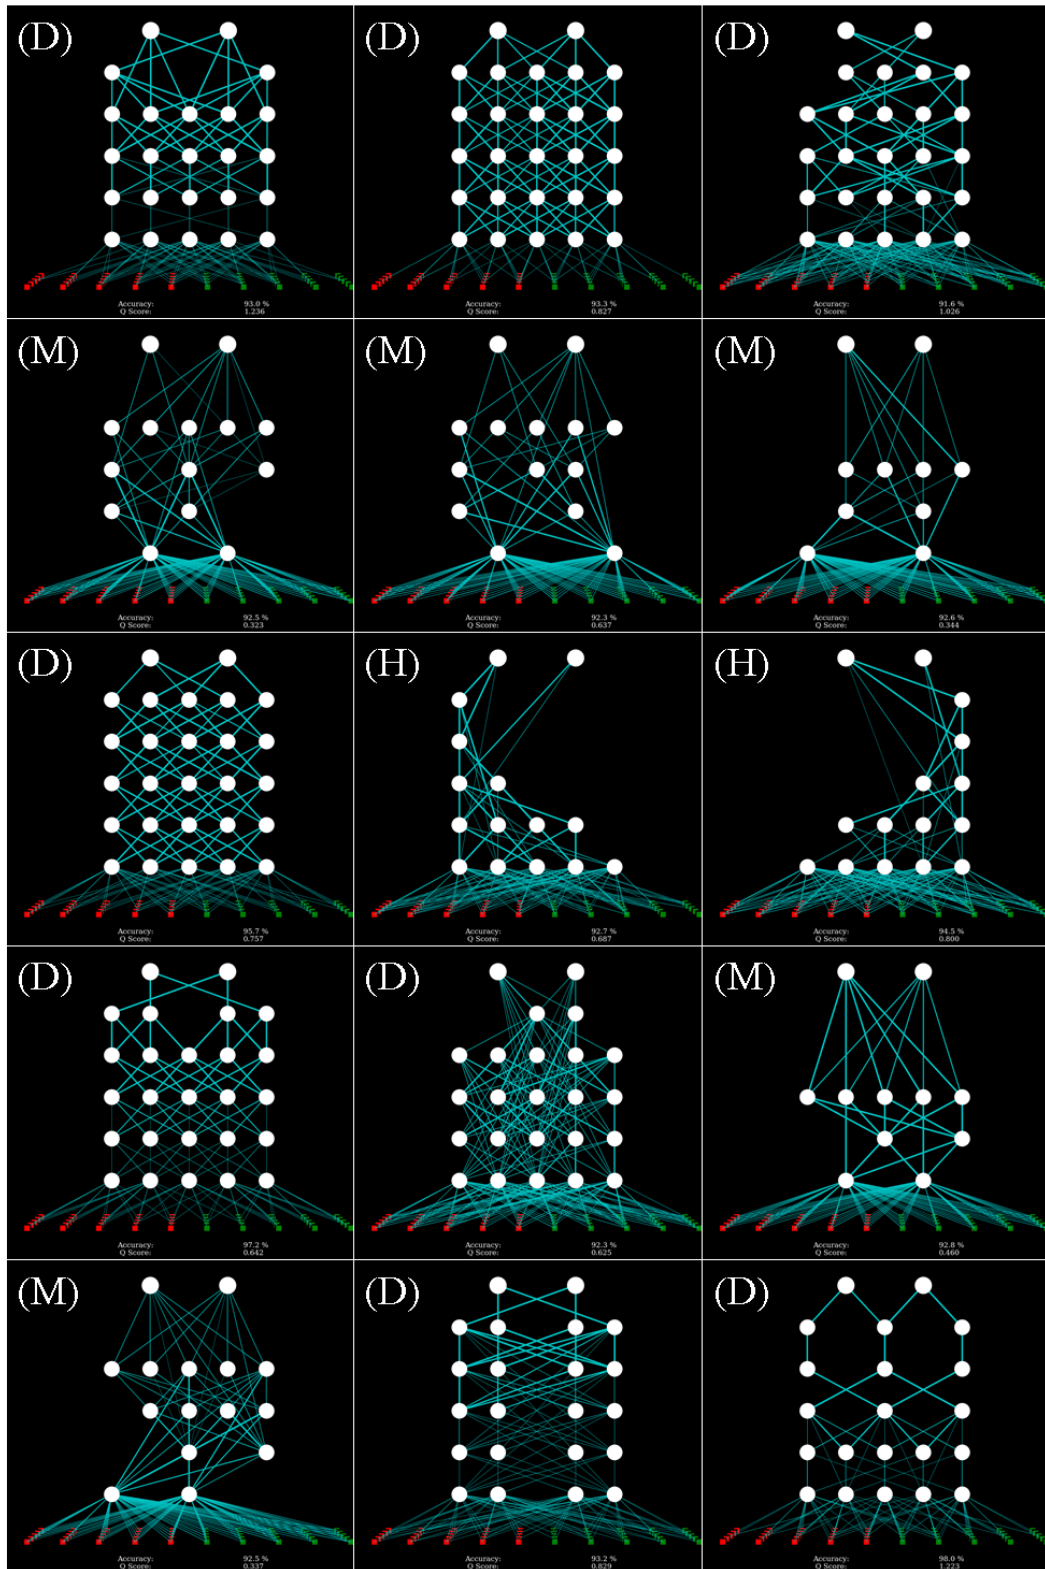 (D) (D) (D)
Accuracy: 93.0 % Accuracy: 93.3 % Accuracy: 91.6 %
Q Score: 1.236 Q Score: 0.827 Q Score: 1.026
(M) (M) (M)
Accuracy: 92.5 % Accuracy: 92.3 % Accuracy: 92.6 %
Q Score: 0.323 Q Score: 0.637 Q Score: 0.344
(D) (H) (H)
Accuracy: 95.7 % Accuracy: 92.7 % Accuracy: 94.5 %
Q Score: 0.757 Q Score: 0.687 Q Score: 0.800
(D) (D) (M)
Accuracy: 97.2 % Accuracy: 92.3 % Accuracy: 92.8 %
Q Score: 0.642 Q Score: 0.625 Q Score: 0.460
(M) (D) (D)
Accuracy: 92.5 % Accuracy: 93.2 % Accuracy: 98.0 %
Q Score: 0.337 Q Score: 0.829 Q Score: 1.223